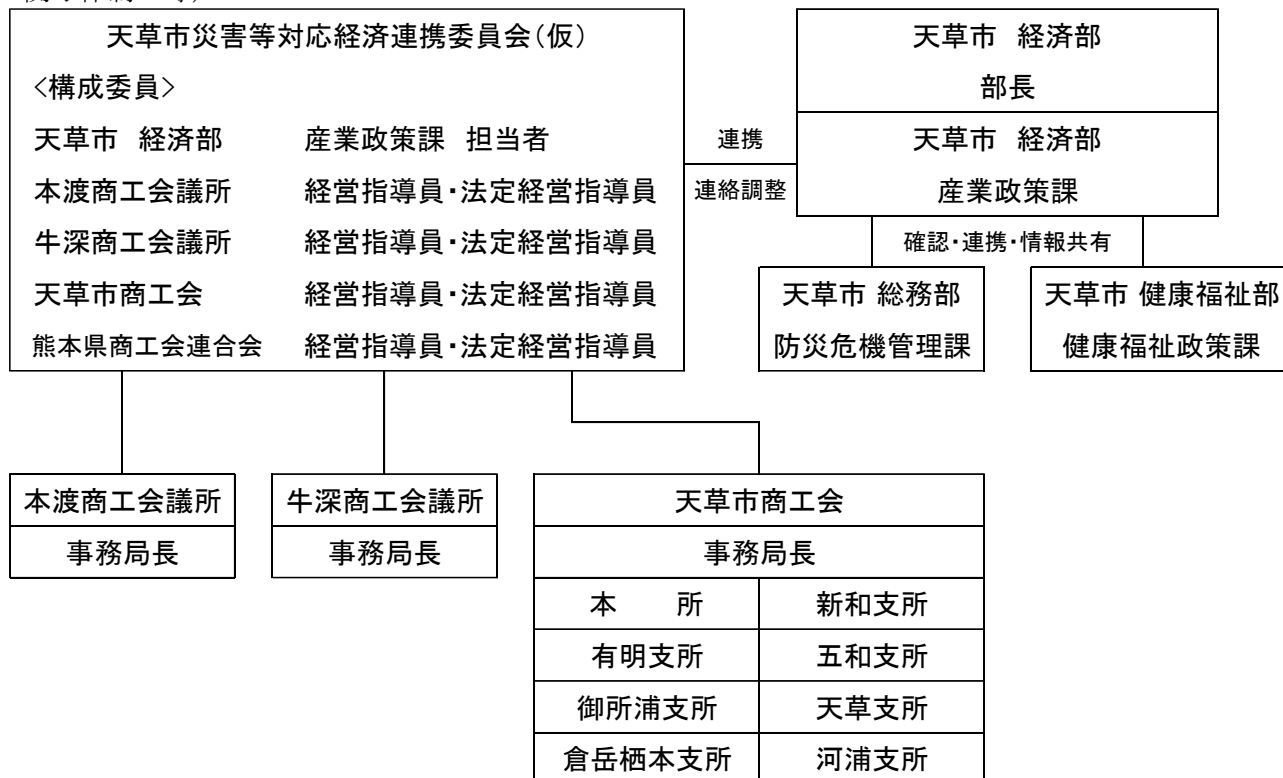 天草市災害等対応経済連携委員会(仮)
<構成委員>
天草市 経済部 産業政策課 担当者
本渡商工会議所 経営指導員・法定経営指導員
牛深商工会議所 経営指導員・法定経営指導員
天草市商工会 経営指導員・法定経営指導員
熊本県商工会連合会 経営指導員・法定経営指導員
連携
連絡調整
天草市 経済部
部長
天草市 経済部
産業政策課
確認・連携・情報共有
天草市 総務部
防災危機管理課
天草市 健康福祉部
健康福祉政策課
本渡商工会議所
事務局長
牛深商工会議所
事務局長
天草市商工会
事務局長
本 所 新和支所
有明支所 五和支所
御所浦支所 天草支所
倉岳栖本支所 河浦支所